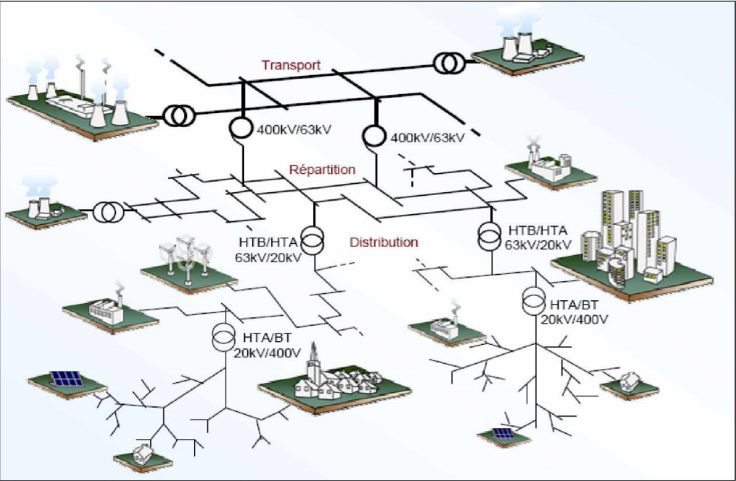 Transport
400kV/63kV
400kV/63kV
Répartition
HTB/HTA
63kV/20kV
Distribution
HTB/HTA
63kV/20kV
HTA/BT
20kV/400V
HTA/BT
20kV/400V